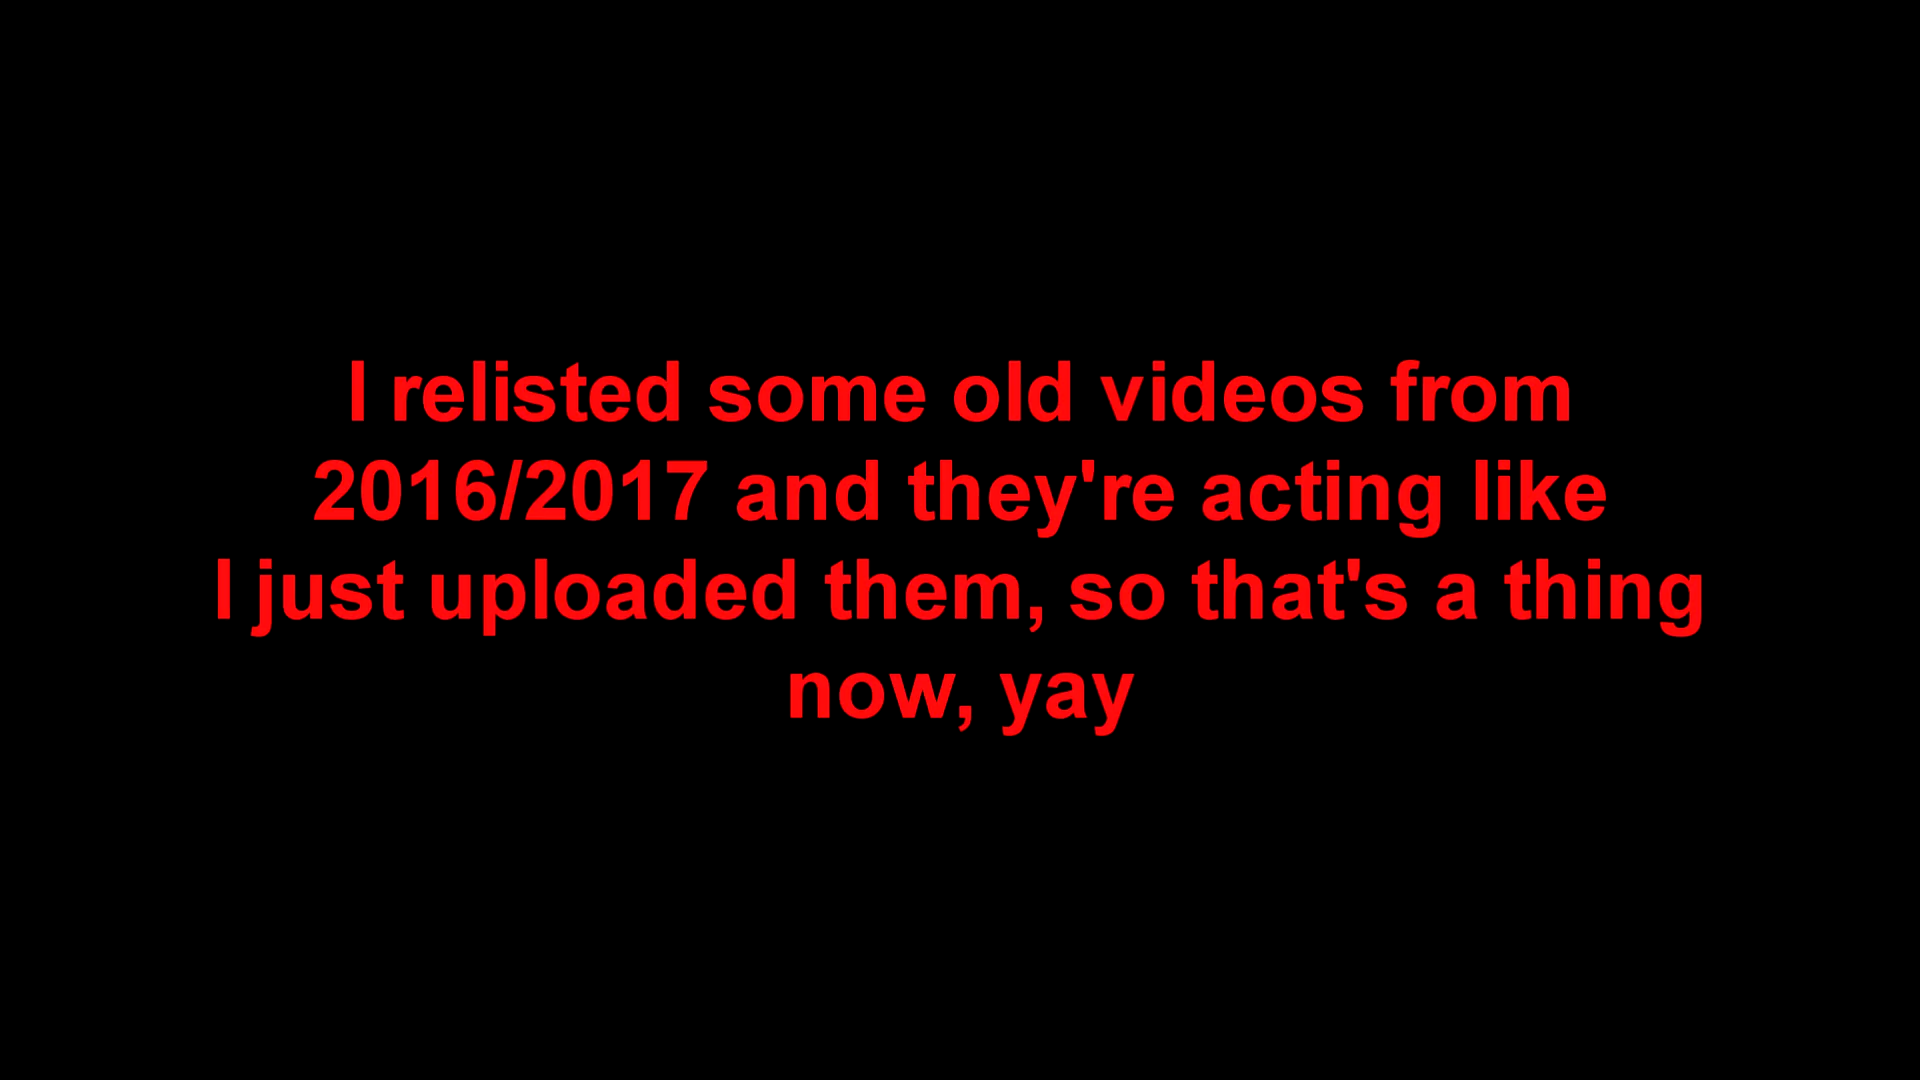 I relisted some old videos from
2016/2017 and they're acting like
I just uploaded them, so that's a thing
now, yay